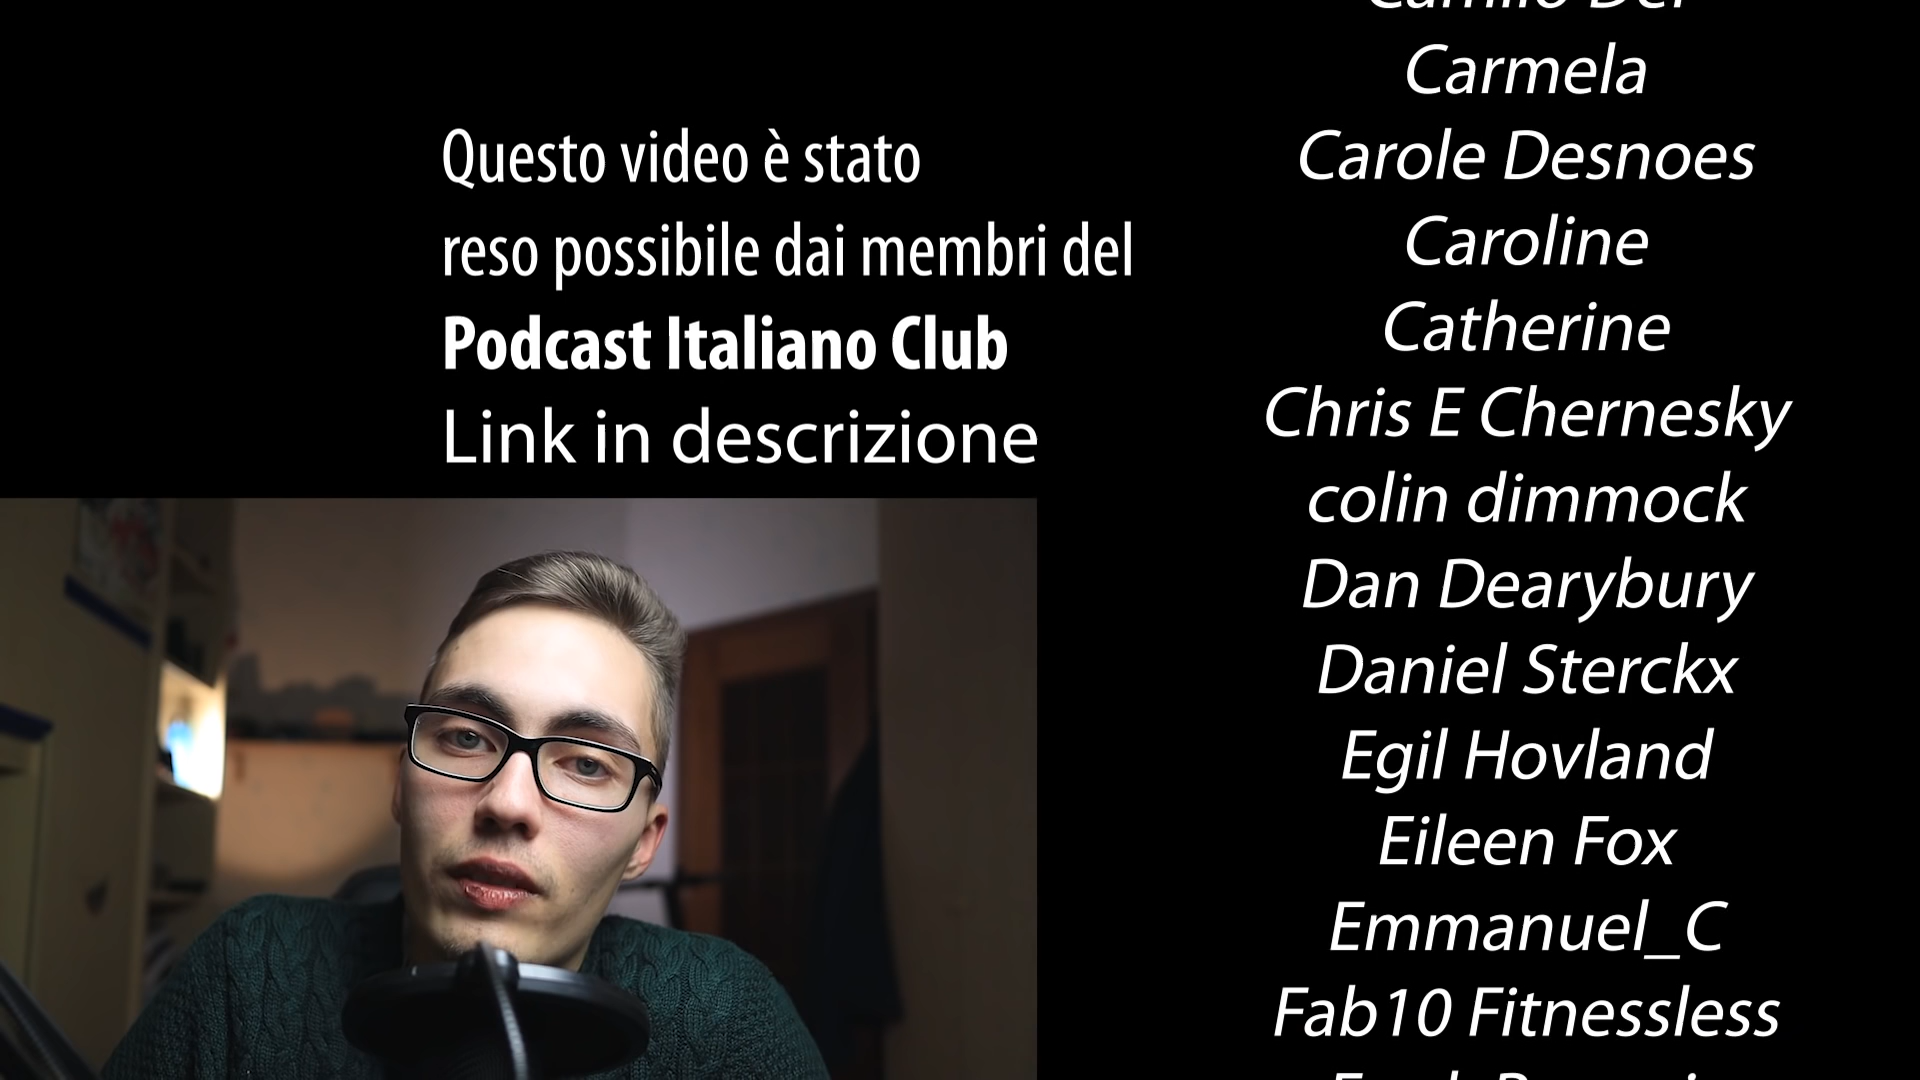 Questo video è stato
reso possibile dai membri del
Podcast Italiano Club
Link in descrizione
Carmela
Carole Desnoes
Caroline
Catherine
Chris E Chernesky
colin dimmock
Dan Dearybury
Daniel Sterckx
Egil Hovland
Eileen Fox
Emmanuel_C
Fab10 Fitnessless